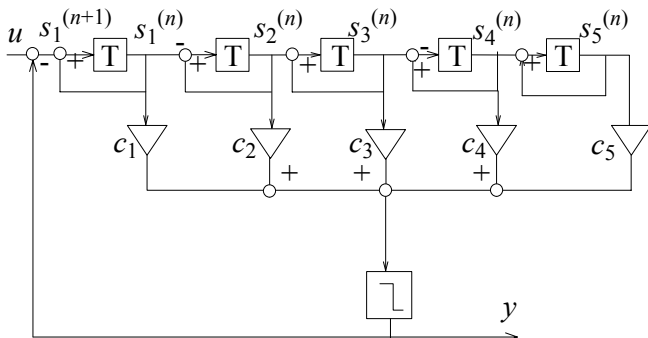 u s₁⁽ⁿ⁺¹⁾ s₁⁽ⁿ⁾ s₂⁽ⁿ⁾ s₃⁽ⁿ⁾ s₄⁽ⁿ⁾ s₅⁽ⁿ⁾
- + T - + T + T - + T + T
c₁ c₂ c₃ c₄ c₅
+ + +
y